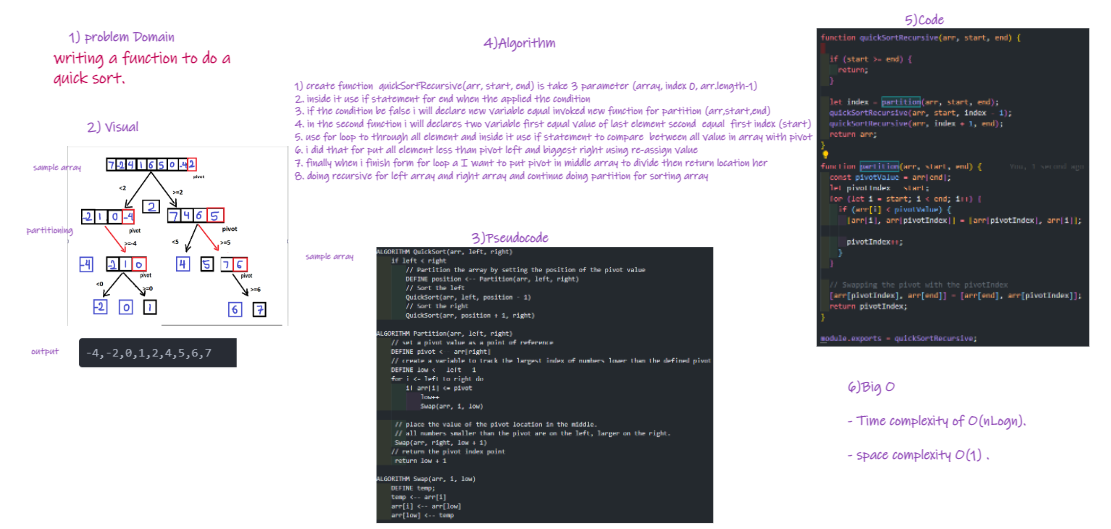 1) problem Domain
writing a function to do a
quick sort.
2) Visual
sample array
7 -2 4 1 6 5 0 -4 2
pivot
<2
>=2
-2 1 0 -4
2
7 4 6 5
partitioning
pivot
pivot
>=-4
<5
>=5
-4
-2 1 0
4
5
7 6
pivot
pivot
<0
>=0
>=6
-2
0
1
6
7
output
-4,-2,0,1,2,4,5,6,7
3)Pseudocode
sample array
ALGORITHM QuickSort(arr, left, right)
if left < right
// Partition the array by setting the position of the pivot value
DEFINE position <-- Partition(arr, left, right)
// Sort the left
QuickSort(arr, left, position - 1)
// Sort the right
QuickSort(arr, position + 1, right)
ALGORITHM Partition(arr, left, right)
// set a pivot value as a point of reference
DEFINE pivot <-- arr[right]
// create a variable to track the largest index of numbers lower than the defined pivot
DEFINE low <-- left - 1
for i <- left to right do
if arr[i] <= pivot
low++
Swap(arr, i, low)
// place the value of the pivot location in the middle.
// all numbers smaller than the pivot are on the left, larger on the right.
Swap(arr, right, low + 1)
// return the pivot index point
return low + 1
ALGORITHM Swap(arr, i, low)
DEFINE temp;
temp <-- arr[i]
arr[i] <-- arr[low]
arr[low] <-- temp
4)Algorithm
1) create function quickSortRecursive(arr, start, end) is take 3 parameter (array, index 0, arr.length-1)
2. inside it use if statement for end when the applied the condition
3. if the condition be false i will declare new variable equal invoked new function for partition (arr,start,end)
4. in the second function i will declares two variable first equal value of last element second equal first index (start)
5. use for loop to through all element and inside it use if statement to compare between all value in array with pivot
6. i did that for put all element less than pivot left and biggest right using re-assign value
7. finally when i finish form for loop a I want to put pivot in middle array to divide then return location her
8. doing recursive for left array and right array and continue doing partition for sorting array
5)Code
function quickSortRecursive(arr, start, end) {
if (start >= end) {
return;
}
let index = partition(arr, start, end);
quickSortRecursive(arr, start, index - 1);
quickSortRecursive(arr, index + 1, end);
return arr;
}
function partition(arr, start, end) {
You, 1 second ago
const pivotValue = arr[end];
let pivotIndex = start;
for (let i = start; i < end; i++) {
if (arr[i] < pivotValue) {
[arr[i], arr[pivotIndex]] = [arr[pivotIndex], arr[i]];
pivotIndex++;
}
}
// Swapping the pivot with the pivotIndex
[arr[pivotIndex], arr[end]] = [arr[end], arr[pivotIndex]];
return pivotIndex;
}
module.exports = quickSortRecursive;
6)Big O
- Time complexity of O(nLogn).
- space complexity O(1) .